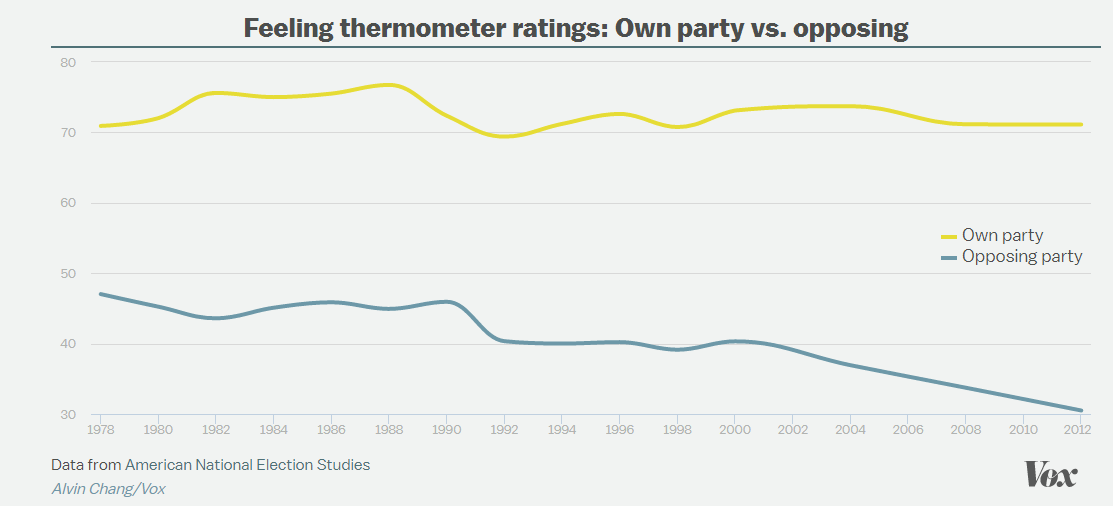 Feeling thermometer ratings: Own party vs. opposing
80
70
60
50
40
30
Own party
Opposing party
1978 1980 1982 1984 1986 1988 1990 1992 1994 1996 1998 2000 2002 2004 2006 2008 2010 2012
Data from American National Election Studies
Alvin Chang/Vox
Vox